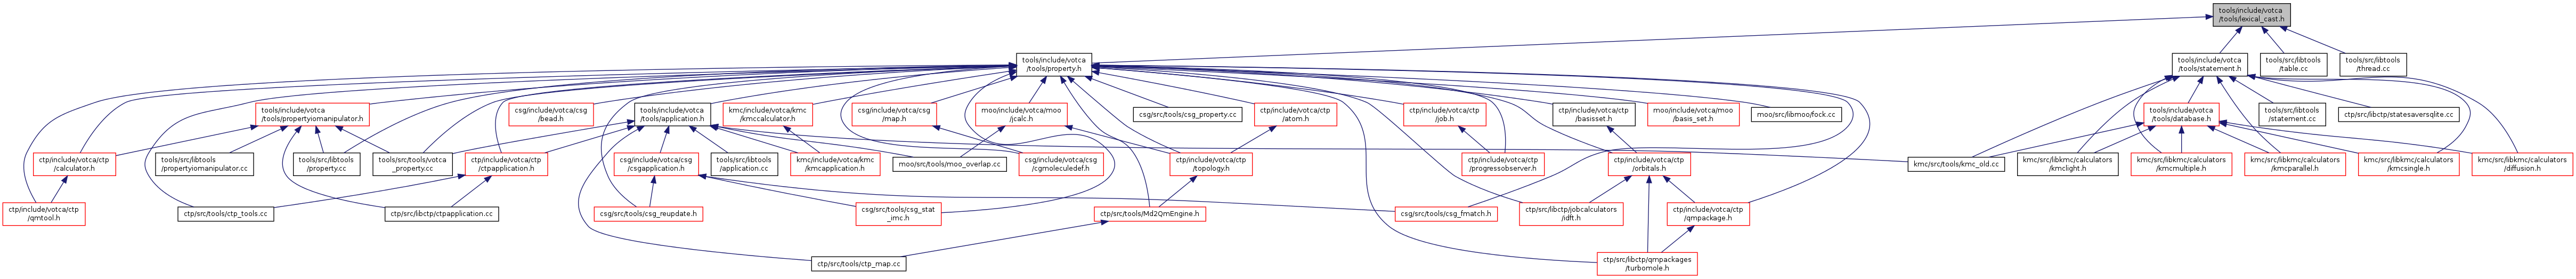 tools/include/votca
/tools/lexical_cast.h
tools/include/votca
/tools/property.h
tools/include/votca
/tools/statement.h
tools/src/libtools
/table.cc
tools/src/libtools
/thread.cc
tools/include/votca
/tools/propertyiomanipulator.h
csg/include/votca/csg
/bead.h
tools/include/votca
/tools/application.h
kmc/include/votca/kmc
/kmccalculator.h
csg/include/votca/csg
/map.h
moo/include/votca/moo
/jcalc.h
csg/src/tools/csg_property.cc
ctp/include/votca/ctp
/atom.h
ctp/include/votca/ctp
/job.h
ctp/include/votca/ctp
/basisset.h
moo/include/votca/moo
/basis_set.h
moo/src/libmoo/fock.cc
tools/include/votca
/tools/database.h
tools/src/libtools
/statement.cc
ctp/src/libctp/statesaversqlite.cc
ctp/include/votca/ctp
/calculator.h
tools/src/libtools
/propertyiomanipulator.cc
tools/src/libtools
/property.cc
tools/src/tools/votca
_property.cc
ctp/include/votca/ctp
/ctpapplication.h
csg/include/votca/csg
/csgapplication.h
tools/src/libtools
/application.cc
kmc/include/votca/kmc
/kmcapplication.h
moo/src/tools/moo_overlap.cc
csg/include/votca/csg
/cgmoleculedef.h
ctp/include/votca/ctp
/topology.h
ctp/include/votca/ctp
/progressobserver.h
ctp/include/votca/ctp
/orbitals.h
kmc/src/tools/kmc_old.cc
kmc/src/libkmc/calculators
/kmclight.h
kmc/src/libkmc/calculators
/kmcmultiple.h
kmc/src/libkmc/calculators
/kmcparallel.h
kmc/src/libkmc/calculators
/kmcsingle.h
kmc/src/libkmc/calculators
/diffusion.h
ctp/include/votca/ctp
/qmtool.h
ctp/src/tools/ctp_tools.cc
ctp/src/libctp/ctpapplication.cc
csg/src/tools/csg_reupdate.h
csg/src/tools/csg_stat
_imc.h
ctp/src/tools/Md2QmEngine.h
csg/src/tools/csg_fmatch.h
ctp/src/libctp/jobcalculators
/idft.h
ctp/include/votca/ctp
/qmpackage.h
ctp/src/tools/ctp_map.cc
ctp/src/libctp/qmpackages
/turbomole.h